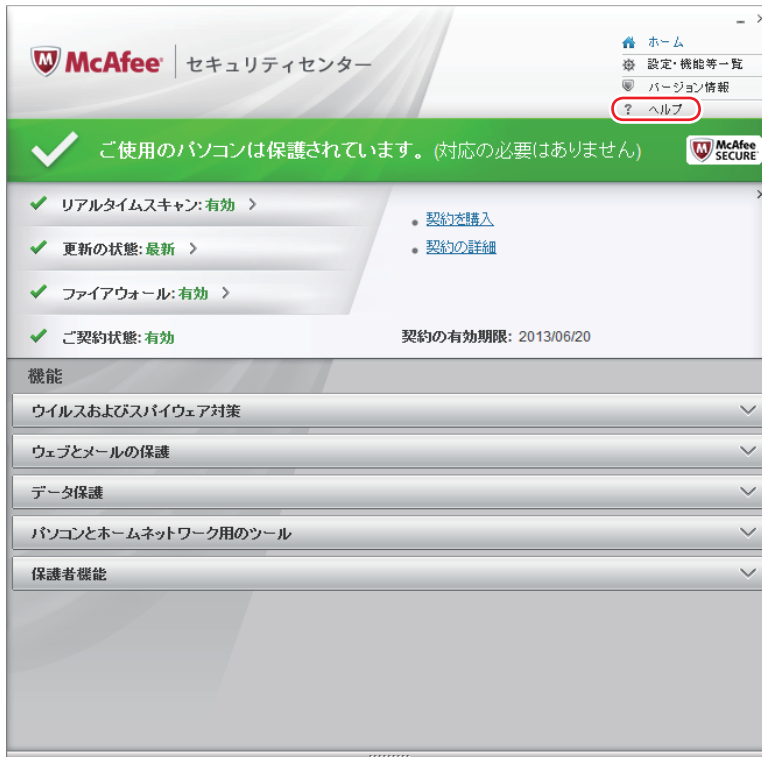 McAfee セキュリティセンター
ホーム
設定・機能等一覧
バージョン情報
? ヘルプ
ご使用のパソコンは保護されています。(対応の必要はありません)
McAfee SECURE
リアルタイムスキャン:有効
更新の状態:最新
ファイアウォール:有効
ご契約状態:有効
契約を購入
契約の詳細
契約の有効期限: 2013/06/20
機能
ウイルスおよびスパイウェア対策
ウェブとメールの保護
データ保護
パソコンとホームネットワーク用のツール
保護者機能